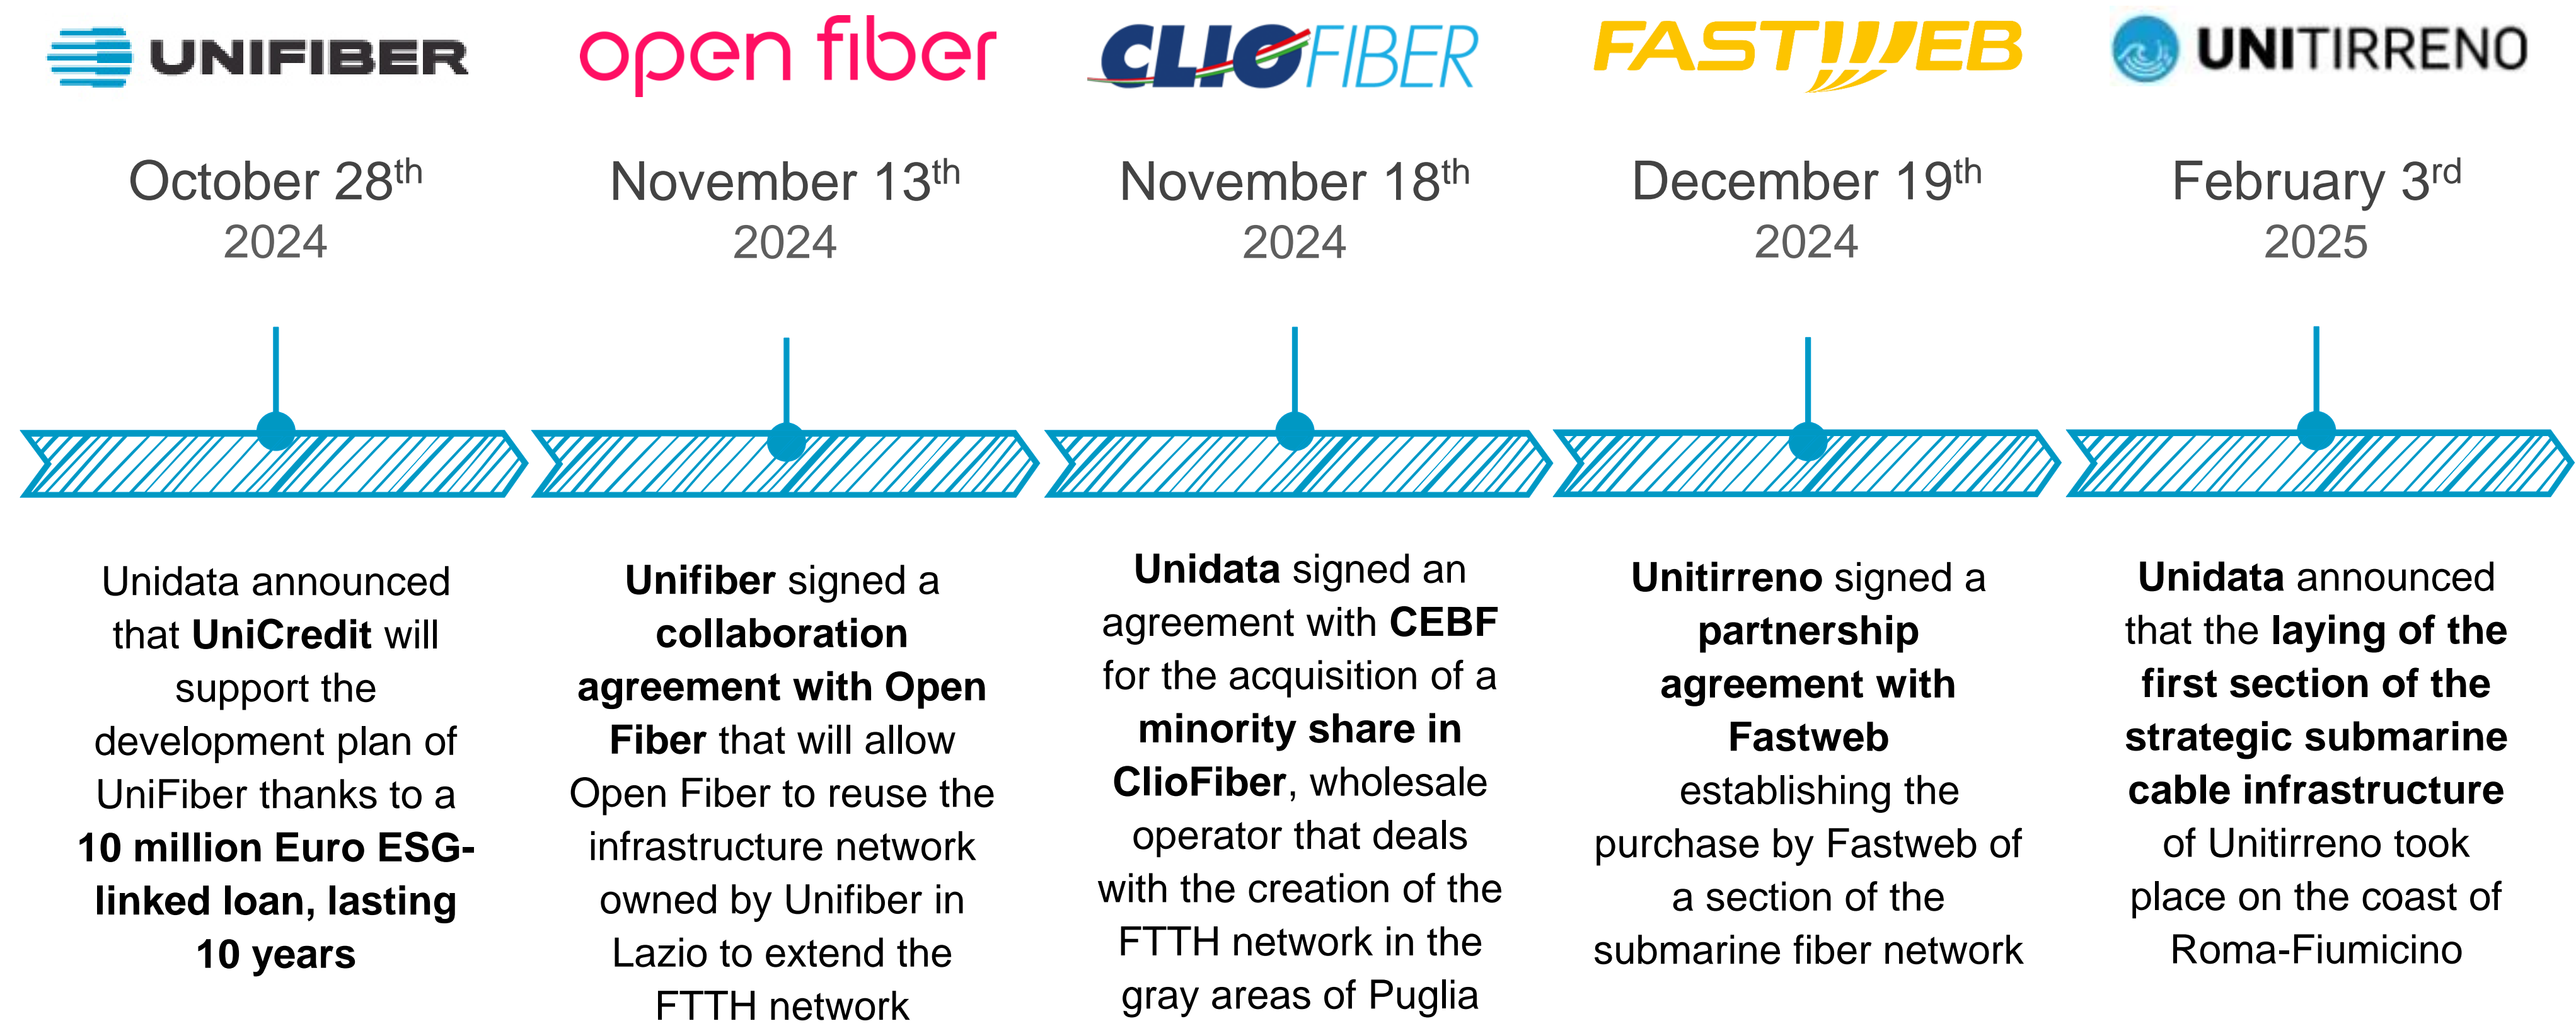 UNIFIBER
October 28th
2024
Unidata announced
that UniCredit will
support the
development plan of
UniFiber thanks to a
10 million Euro ESG-
linked loan, lasting
10 years
open fiber
November 13th
2024
Unifiber signed a
collaboration
agreement with Open
Fiber that will allow
Open Fiber to reuse the
infrastructure network
owned by Unifiber in
Lazio to extend the
FTTH network
CLIOFIBER
November 18th
2024
Unidata signed an
agreement with CEBF
for the acquisition of a
minority share in
ClioFiber, wholesale
operator that deals
with the creation of the
FTTH network in the
gray areas of Puglia
FASTWEB
December 19th
2024
Unitirreno signed a
partnership
agreement with
Fastweb
establishing the
purchase by Fastweb of
a section of the
submarine fiber network
UNITIRRENO
February 3rd
2025
Unidata announced
that the laying of the
first section of the
strategic submarine
cable infrastructure
of Unitirreno took
place on the coast of
Roma-Fiumicino